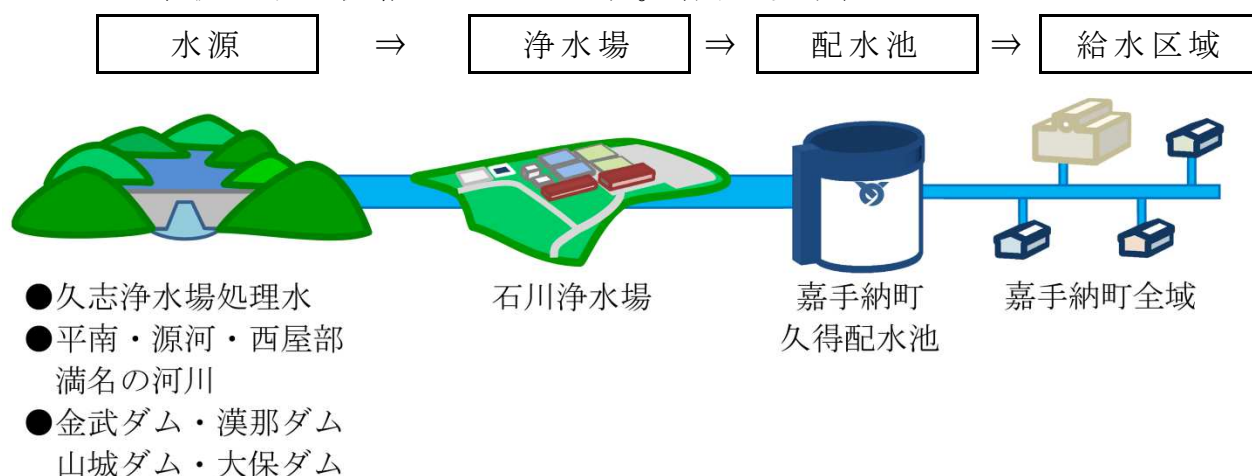 水源 ⇒ 浄水場 ⇒ 配水池 ⇒ 給水区域
●久志浄水場処理水
●平南・源河・西屋部
満名の河川
●金武ダム・漢那ダム
山城ダム・大保ダム
石川浄水場
嘉手納町
久得配水池
嘉手納町全域